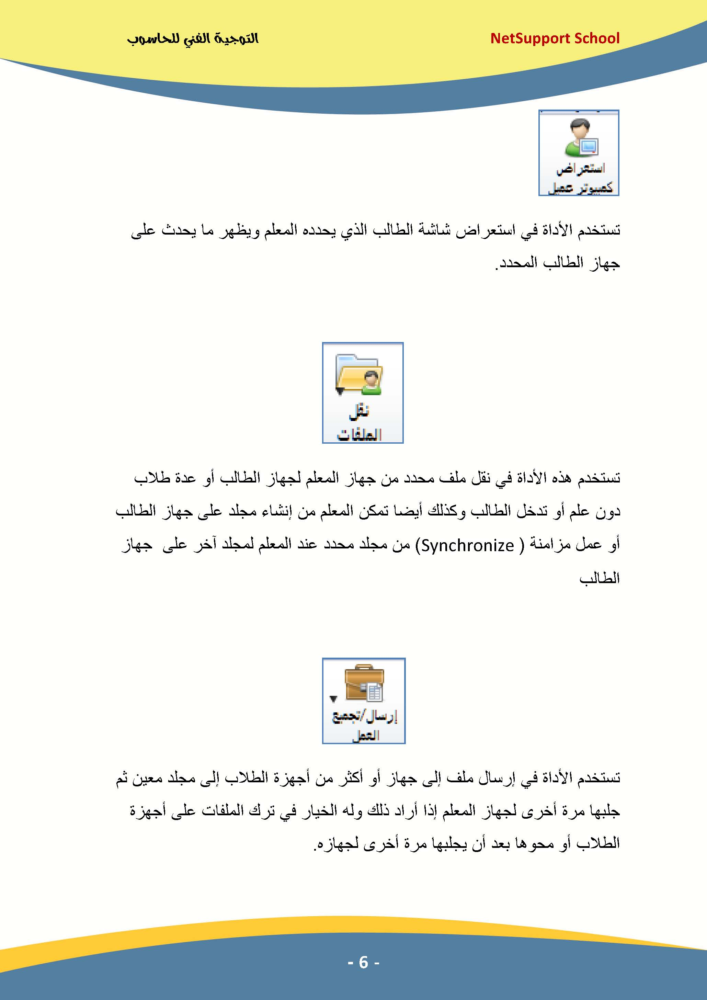 NetSupport School
التوجية الفني للحاسوب
استعراض
كمبيوتر عميل
تستخدم الأداة في استعراض شاشة الطالب الذي يحدده المعلم ويظهر ما يحدث على
جهاز الطالب المحدد.
نقل
الملفات
تستخدم هذه الأداة في نقل ملف محدد من جهاز المعلم لجهاز الطالب أو عدة طلاب
دون علم أو تدخل الطالب وكذلك أيضا تمكن المعلم من إنشاء مجلد على جهاز الطالب
أو عمل مزامنة ( Synchronize) من مجلد محدد عند المعلم لمجلد آخر على جهاز
الطالب
إرسال/تجميع
العمل
تستخدم الأداة في إرسال ملف إلى جهاز أو أكثر من أجهزة الطلاب إلى مجلد معين ثم
جلبها مرة أخرى لجهاز المعلم إذا أراد ذلك وله الخيار في ترك الملفات على أجهزة
الطلاب أو محوها بعد أن يجلبها مرة أخرى لجهازه.
- 6 -